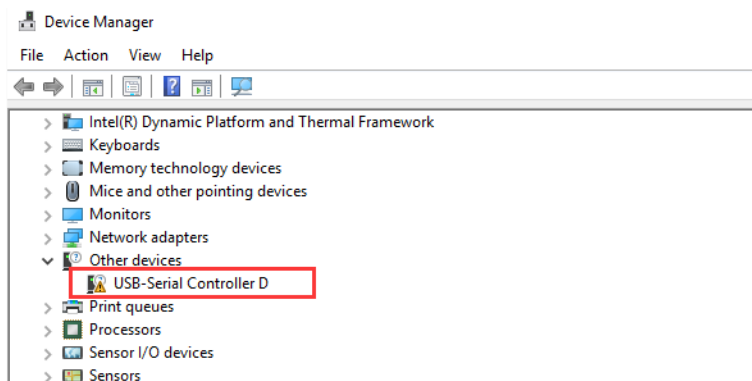 Device Manager
File Action View Help
Intel(R) Dynamic Platform and Thermal Framework
Keyboards
Memory technology devices
Mice and other pointing devices
Monitors
Network adapters
Other devices
USB-Serial Controller D
Print queues
Processors
Sensor I/O devices
Sensors